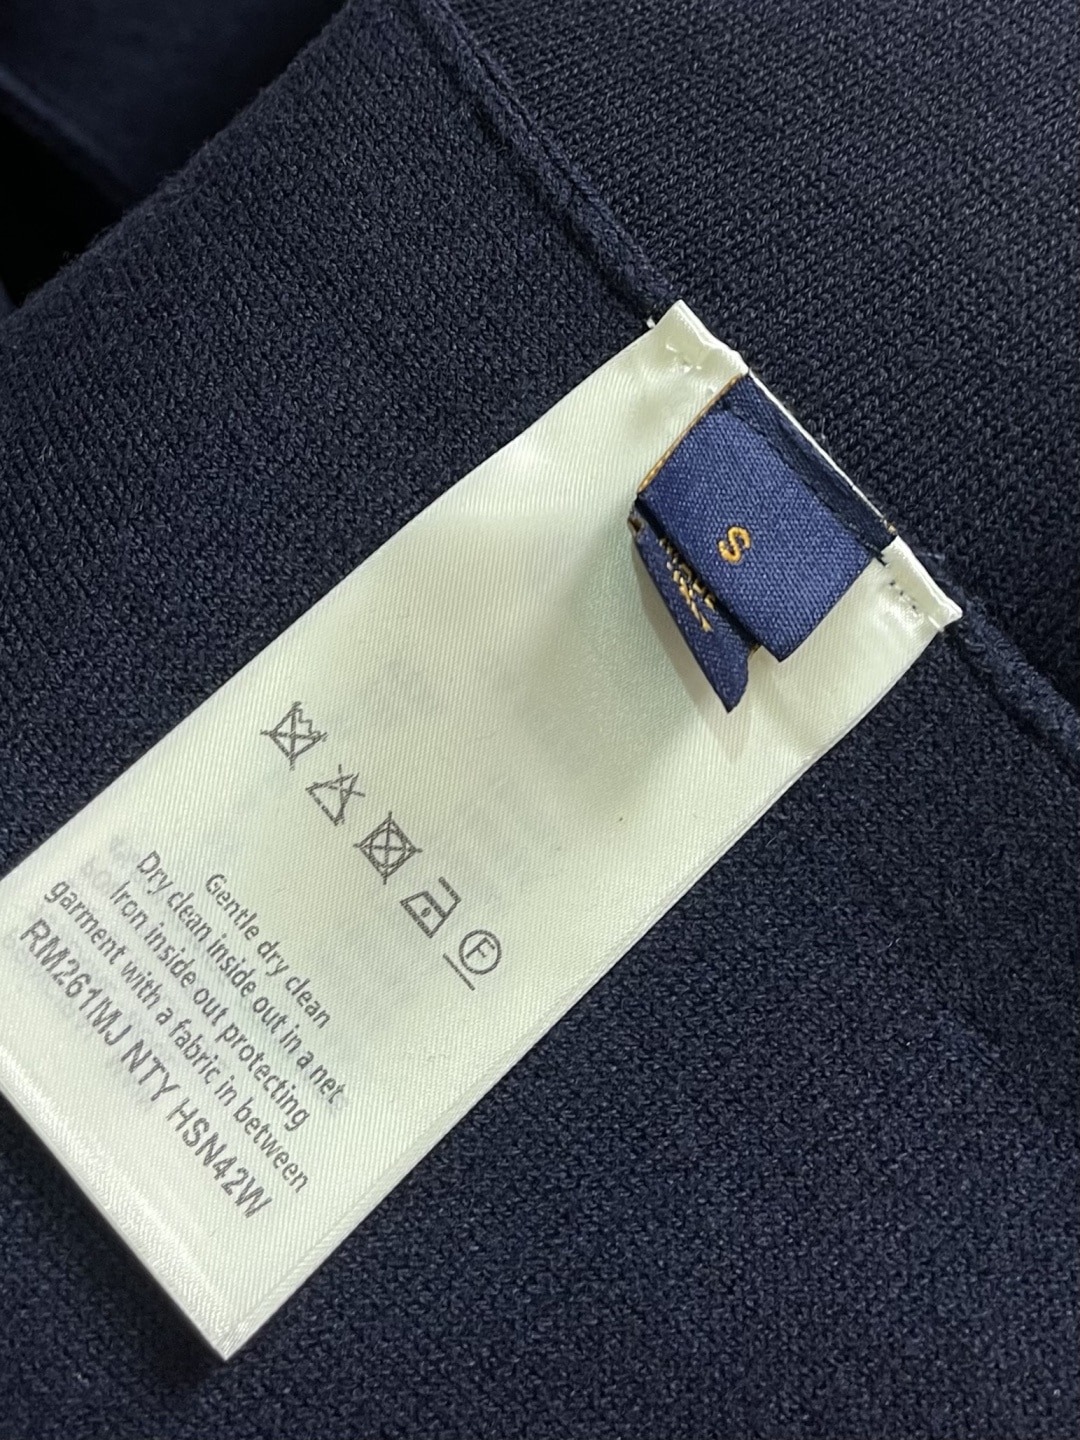 S
F
Gentle dry clean
Dry clean inside out in a net
Iron inside out protecting
garment with a fabric in between
RM261MJ NTY HSN42W